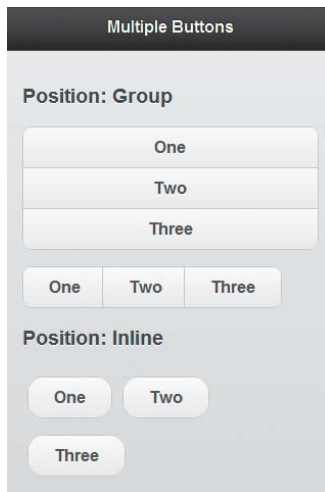 Multiple Buttons
Position: Group
One
Two
Three
One Two Three
Position: Inline
One Two
Three